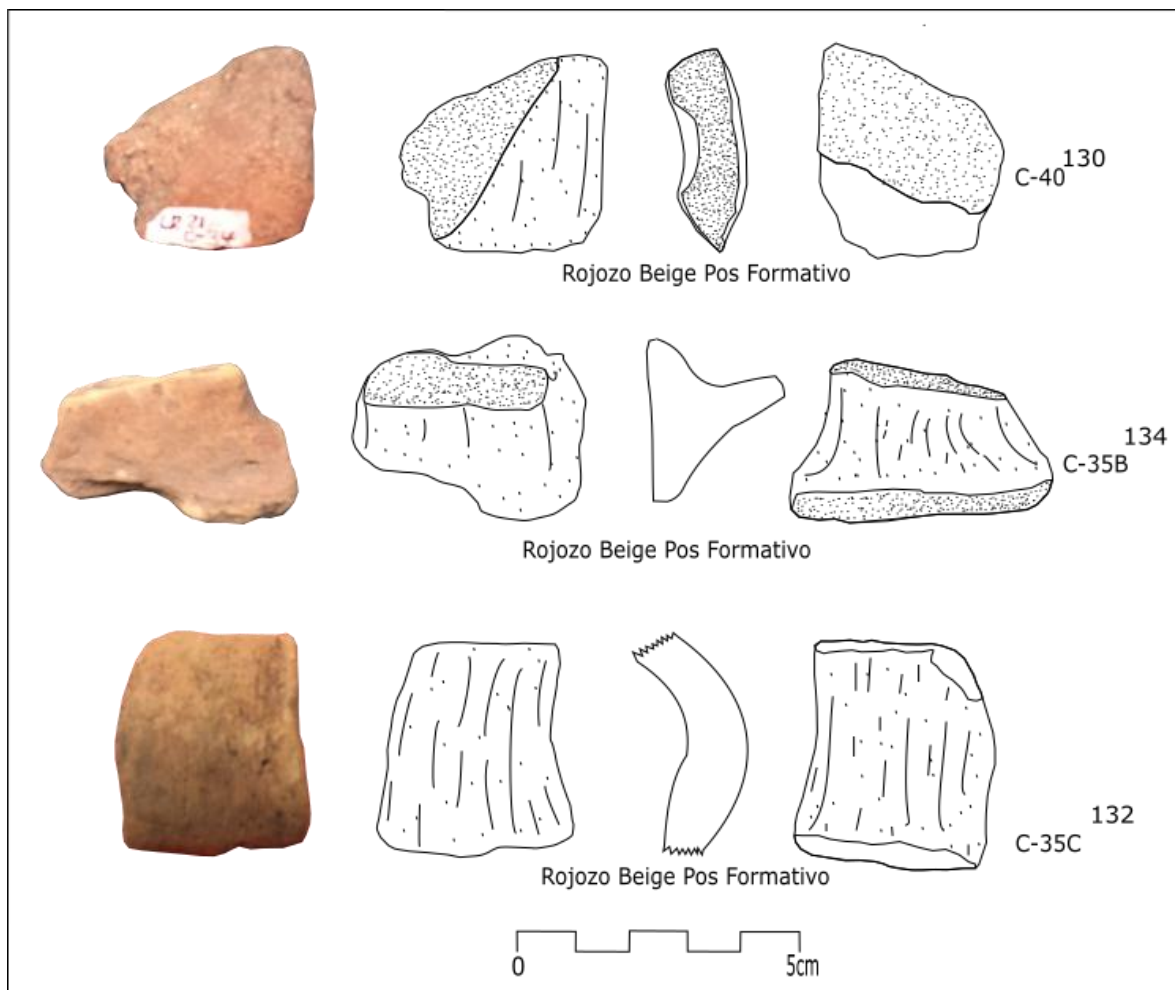 130
C-40
Rojozo Beige Pos Formativo
134
C-35B
Rojozo Beige Pos Formativo
132
C-35C
Rojozo Beige Pos Formativo
0 5cm